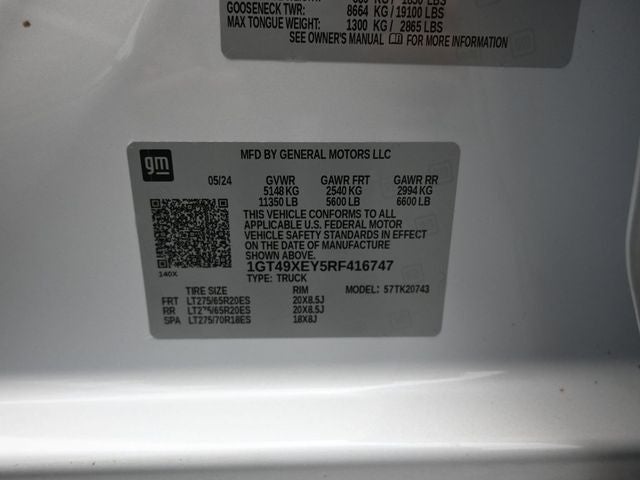 GOOSENECK TWR: 8664 KG / 19100 LBS
MAX TONGUE WEIGHT: 1300 KG / 2865 LBS
SEE OWNER'S MANUAL FOR MORE INFORMATION
gm
MFD BY GENERAL MOTORS LLC
05/24 GVWR GAWR FRT GAWR RR
5148 KG 2540 KG 2994 KG
11350 LB 5600 LB 6600 LB
THIS VEHICLE CONFORMS TO ALL
APPLICABLE U.S. FEDERAL MOTOR
VEHICLE SAFETY STANDARDS IN EFFECT
ON THE DATE OF MANUFACTURE
SHOWN ABOVE.
1GT49XEY5RF416747
140X
TYPE: TRUCK
TIRE SIZE RIM 57TK20743
FRT LT275/65R20ES 20X8.5J
RR LT275/65R20ES 20X8.5J
SPA LT275/70R18ES 18X8J